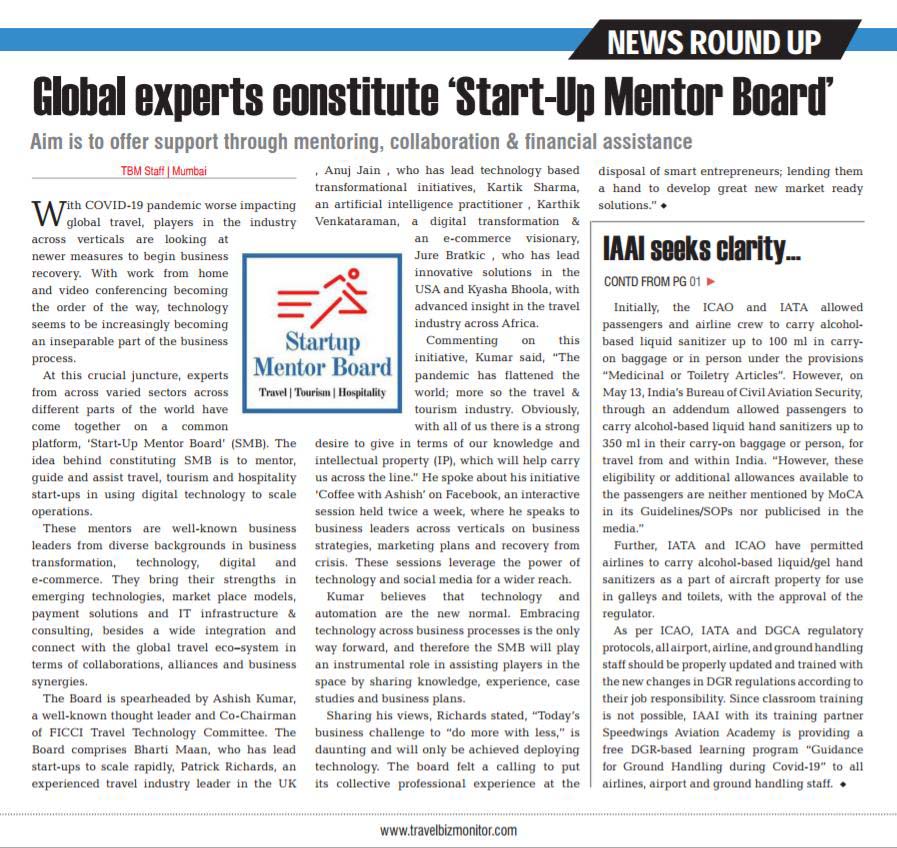 NEWS ROUND UP
Global experts constitute ‘Start-Up Mentor Board’
Aim is to offer support through mentoring, collaboration & financial assistance
TBM Staff | Mumbai
With COVID-19 pandemic worse impacting
global travel, players in the industry
across verticals are looking at
newer measures to begin business
recovery. With work from home
and video conferencing becoming
the order of the way, technology
seems to be increasingly becoming
an inseparable part of the business
process.
At this crucial juncture, experts
from across varied sectors across
different parts of the world have
come together on a common
platform, ‘Start-Up Mentor Board’ (SMB). The
idea behind constituting SMB is to mentor,
guide and assist travel, tourism and hospitality
start-ups in using digital technology to scale
operations.
These mentors are well-known business
leaders from diverse backgrounds in business
transformation, technology, digital and
e-commerce. They bring their strengths in
emerging technologies, market place models,
payment solutions and IT infrastructure &
consulting, besides a wide integration and
connect with the global travel eco–system in
terms of collaborations, alliances and business
synergies.
The Board is spearheaded by Ashish Kumar,
a well-known thought leader and Co-Chairman
of FICCI Travel Technology Committee. The
Board comprises Bharti Maan, who has lead
start-ups to scale rapidly, Patrick Richards, an
experienced travel industry leader in the UK
Startup
Mentor Board
Travel | Tourism | Hospitality
, Anuj Jain , who has lead technology based
transformational initiatives, Kartik Sharma,
an artificial intelligence practitioner , Karthik
Venkataraman, a digital transformation &
an e-commerce visionary,
Jure Bratkic , who has lead
innovative solutions in the
USA and Kyasha Bhoola, with
advanced insight in the travel
industry across Africa.
Commenting on this
initiative, Kumar said, “The
pandemic has flattened the
world; more so the travel &
tourism industry. Obviously,
with all of us there is a strong
desire to give in terms of our knowledge and
intellectual property (IP), which will help carry
us across the line.” He spoke about his initiative
‘Coffee with Ashish’ on Facebook, an interactive
session held twice a week, where he speaks to
business leaders across verticals on business
strategies, marketing plans and recovery from
crisis. These sessions leverage the power of
technology and social media for a wider reach.
Kumar believes that technology and
automation are the new normal. Embracing
technology across business processes is the only
way forward, and therefore the SMB will play
an instrumental role in assisting players in the
space by sharing knowledge, experience, case
studies and business plans.
Sharing his views, Richards stated, “Today’s
business challenge to “do more with less,” is
daunting and will only be achieved deploying
technology. The board felt a calling to put
its collective professional experience at the
disposal of smart entrepreneurs; lending them
a hand to develop great new market ready
solutions.” ◆
IAAI seeks clarity...
CONTD FROM PG 01 ►
Initially, the ICAO and IATA allowed
passengers and airline crew to carry alcohol-
based liquid sanitizer up to 100 ml in carry-
on baggage or in person under the provisions
“Medicinal or Toiletry Articles”. However, on
May 13, India’s Bureau of Civil Aviation Security,
through an addendum allowed passengers to
carry alcohol-based liquid hand sanitizers up to
350 ml in their carry-on baggage or person, for
travel from and within India. “However, these
eligibility or additional allowances available to
the passengers are neither mentioned by MoCA
in its Guidelines/SOPs nor publicised in the
media.”
Further, IATA and ICAO have permitted
airlines to carry alcohol-based liquid/gel hand
sanitizers as a part of aircraft property for use
in galleys and toilets, with the approval of the
regulator.
As per ICAO, IATA and DGCA regulatory
protocols, all airport, airline, and ground handling
staff should be properly updated and trained with
the new changes in DGR regulations according to
their job responsibility. Since classroom training
is not possible, IAAI with its training partner
Speedwings Aviation Academy is providing a
free DGR-based learning program “Guidance
for Ground Handling during Covid-19” to all
airlines, airport and ground handling staff. ◆
www.travelbizmonitor.com